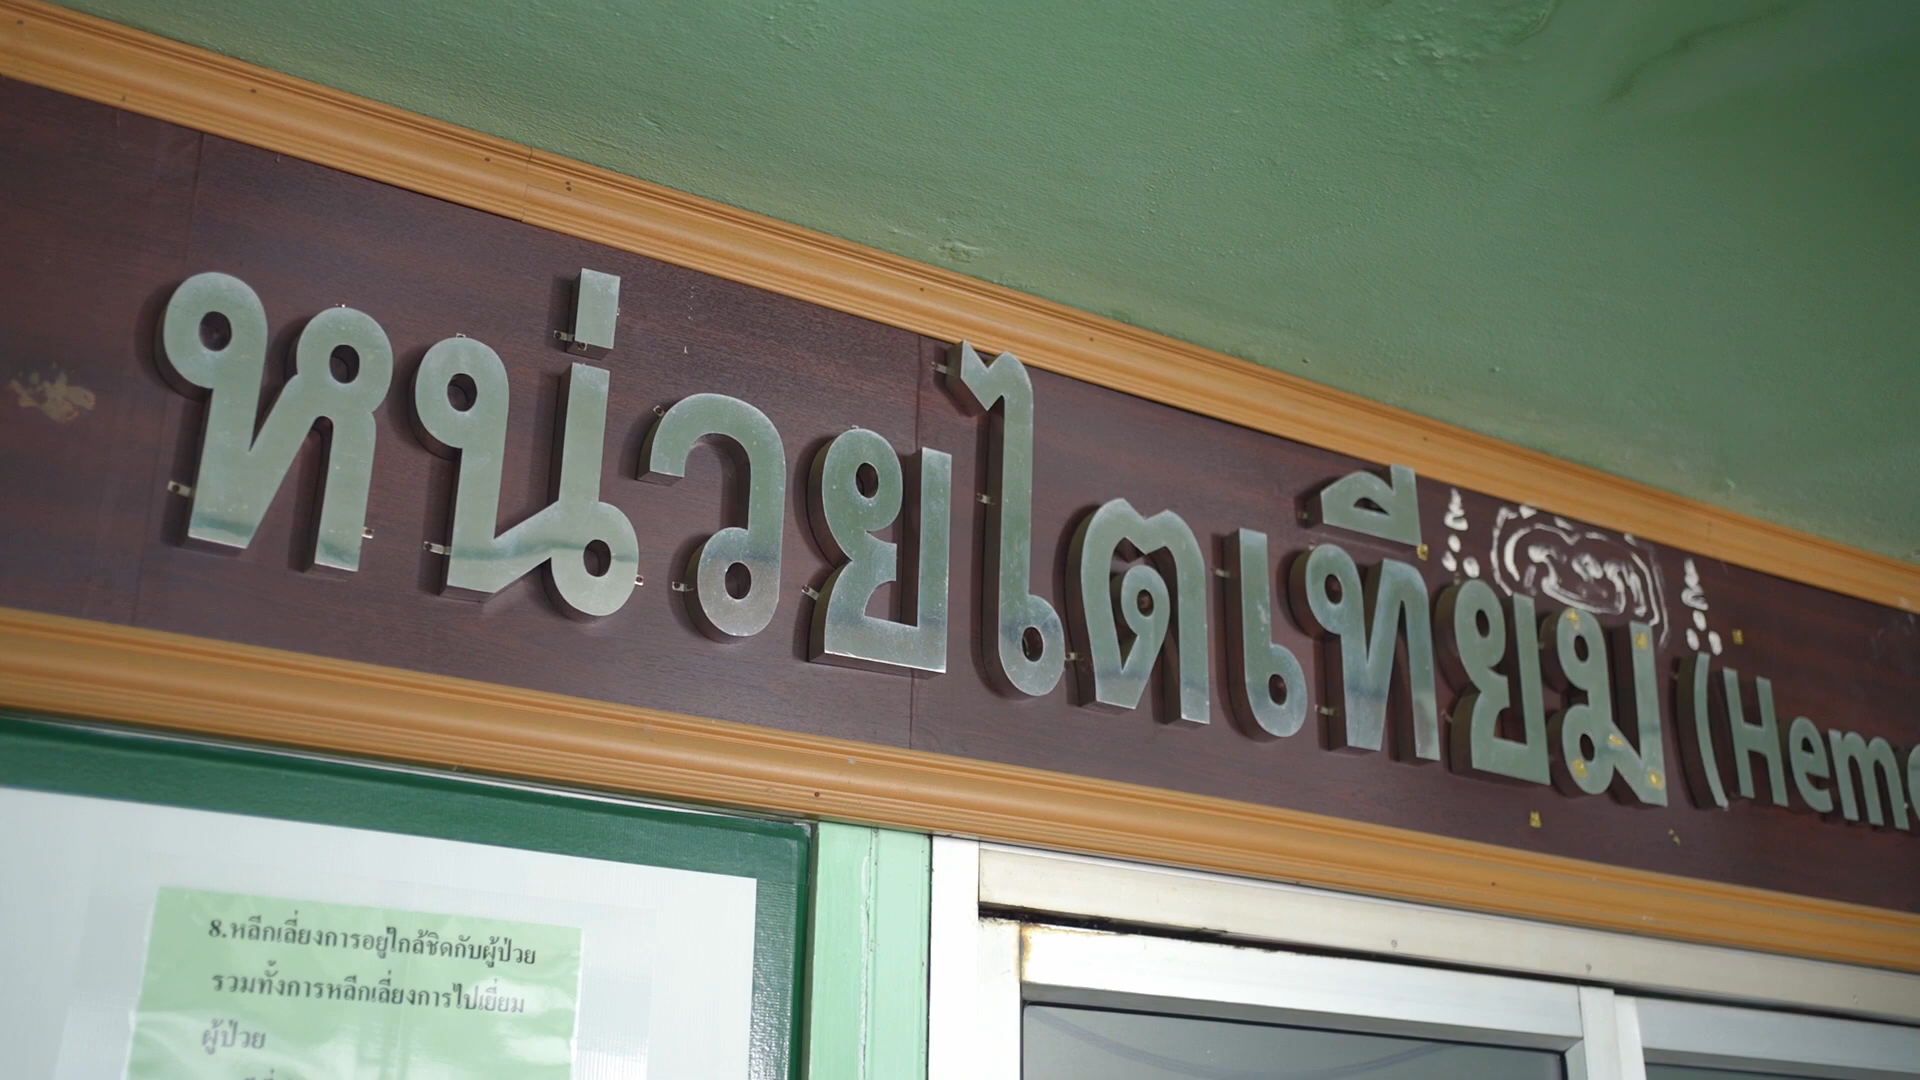 หน่วยไตเทียม (Hemo
8.หลีกเลี่ยงการอยู่ใกล้ชิดกับผู้ป่วย
รวมทั้งการหลีกเลี่ยงการไปเยี่ยม
ผู้ป่วย